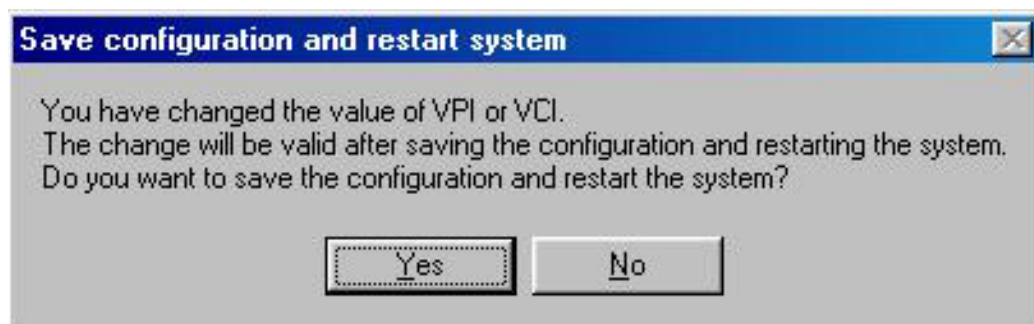 Save configuration and restart system
You have changed the value of VPI or VCI.
The change will be valid after saving the configuration and restarting the system.
Do you want to save the configuration and restart the system?
Yes
No